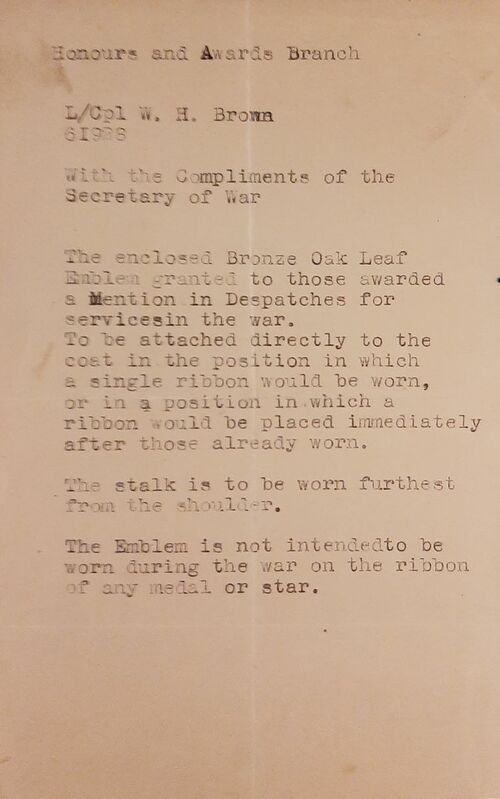 Honours and Awards Branch
L/Cpl W. H. Brown
With the Compliments of the
Secretary of War
The enclosed Bronze Oak Leaf
Emblem granted to those awarded
a Mention in Despatches for
servicesin the war.
To be attached directly to the
coat in the position in which
a single ribbon would be worn,
or in a position in which a
ribbon would be placed immediately
after those already worn.
The stalk is to be worn furthest
from the shoulder.
The Emblem is not intendedto be
worn during the war on the ribbon
of any medal or star.